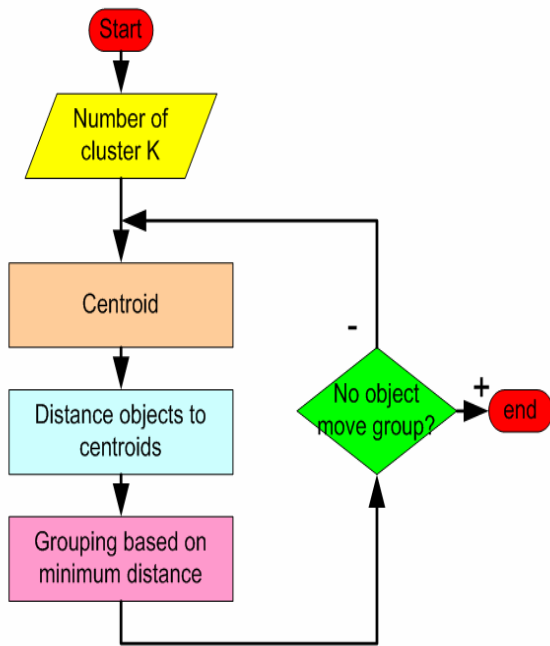 Start
Number of
cluster K
Centroid
Distance objects to
centroids
Grouping based on
minimum distance
-
No object
move group?
+
end